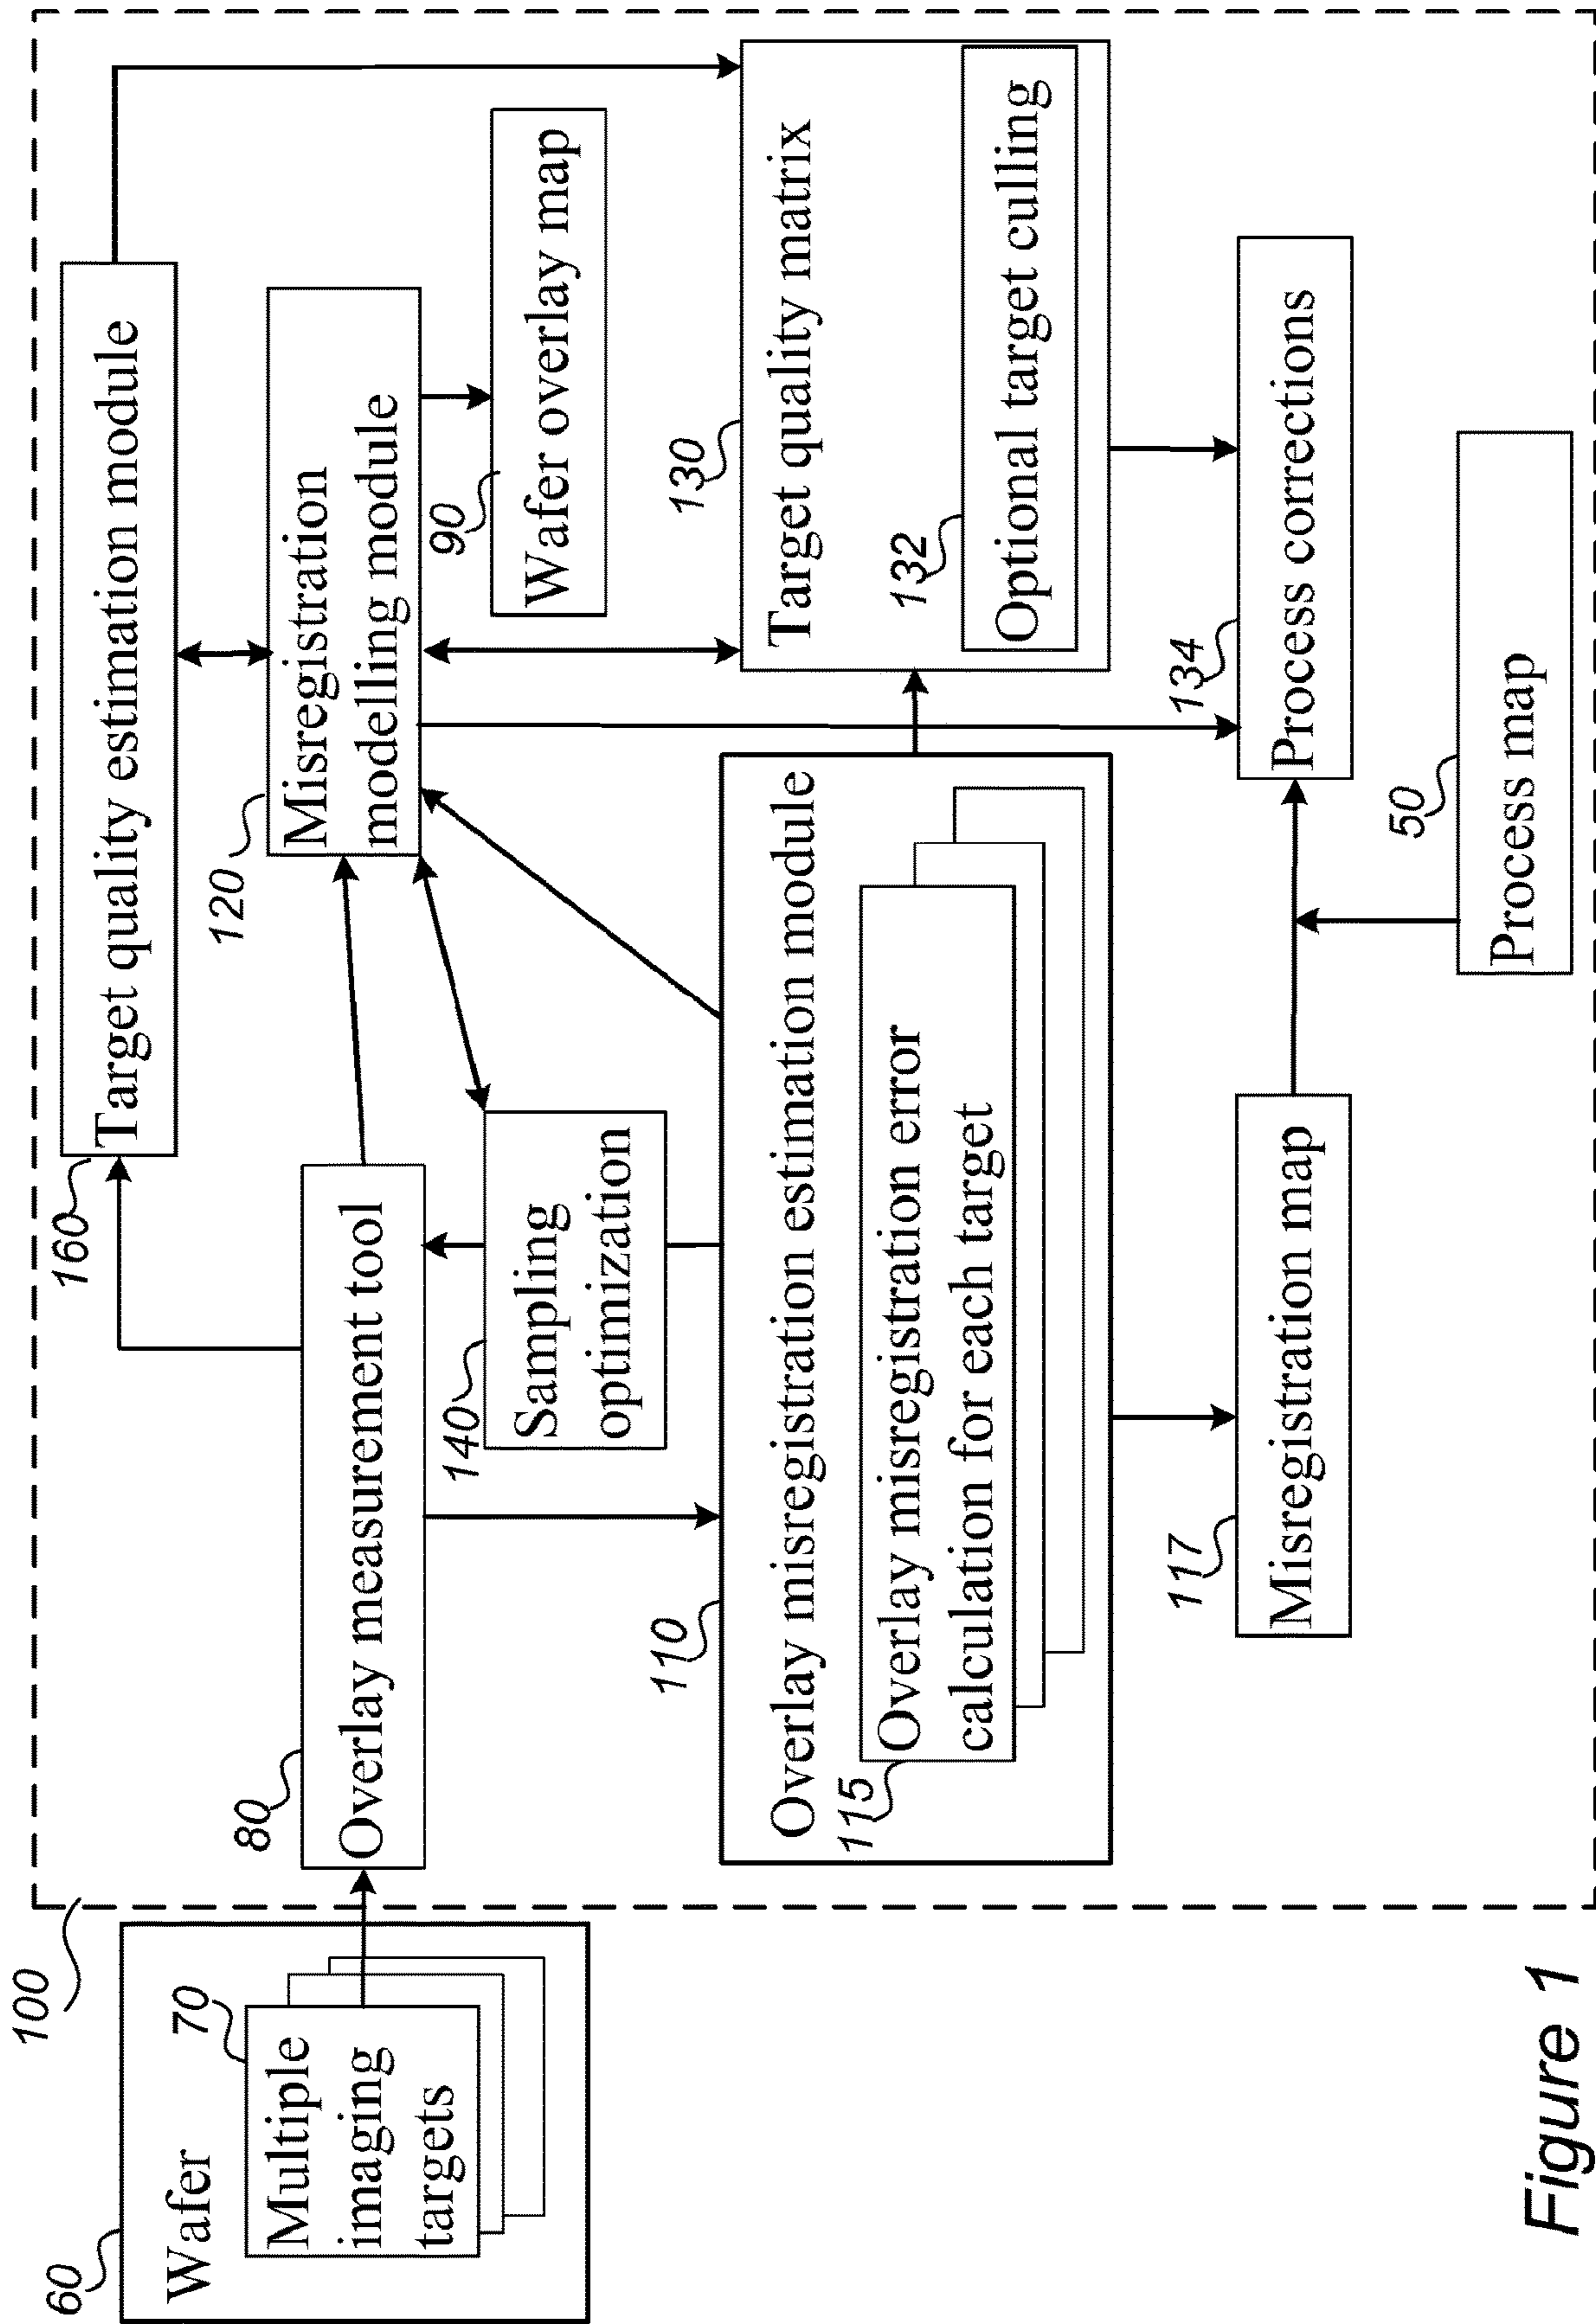 100
60
Wafer
70
Multiple
imaging
targets
80
Overlay measurement tool
160
Target quality estimation module
120
Misregistration
modelling module
90
Wafer overlay map
140
Sampling
optimization
110
Overlay misregistration estimation module
115
Overlay misregistration error
calculation for each target
130
Target quality matrix
132
Optional target culling
117
Misregistration map
134
Process corrections
50
Process map
Figure 1